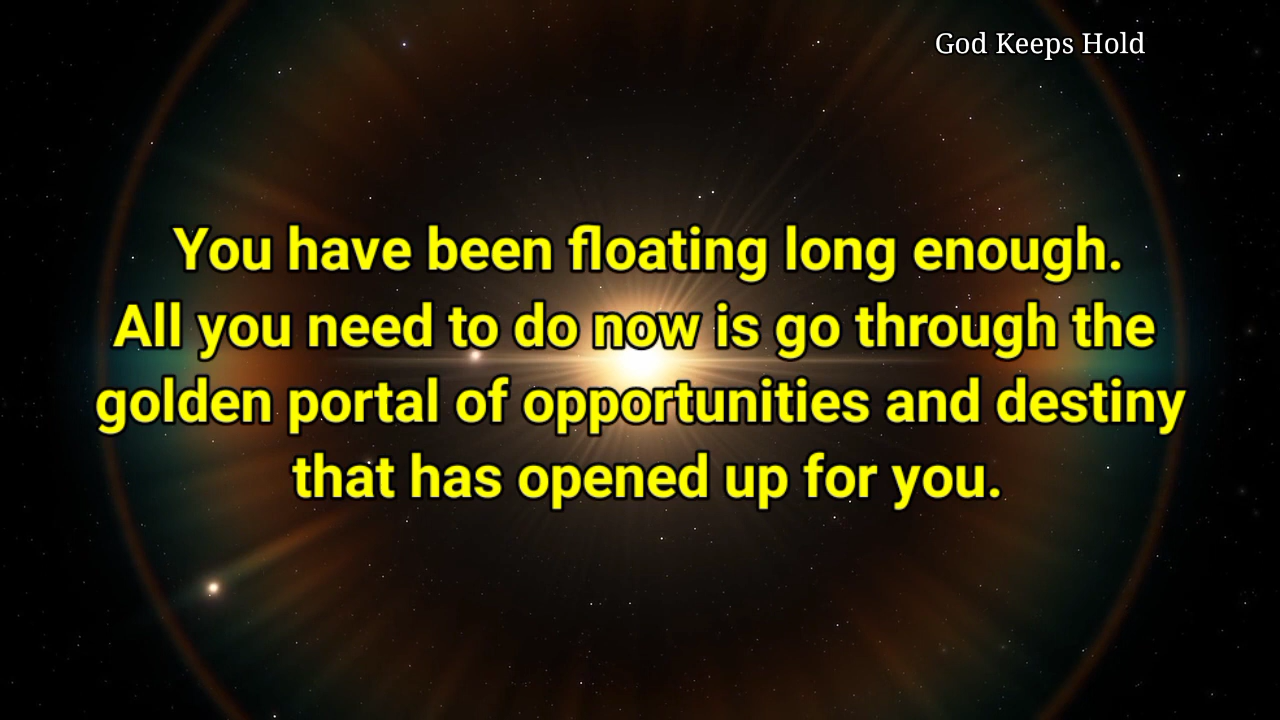 God Keeps Hold
You have been floating long enough.
All you need to do now is go through the
golden portal of opportunities and destiny
that has opened up for you.